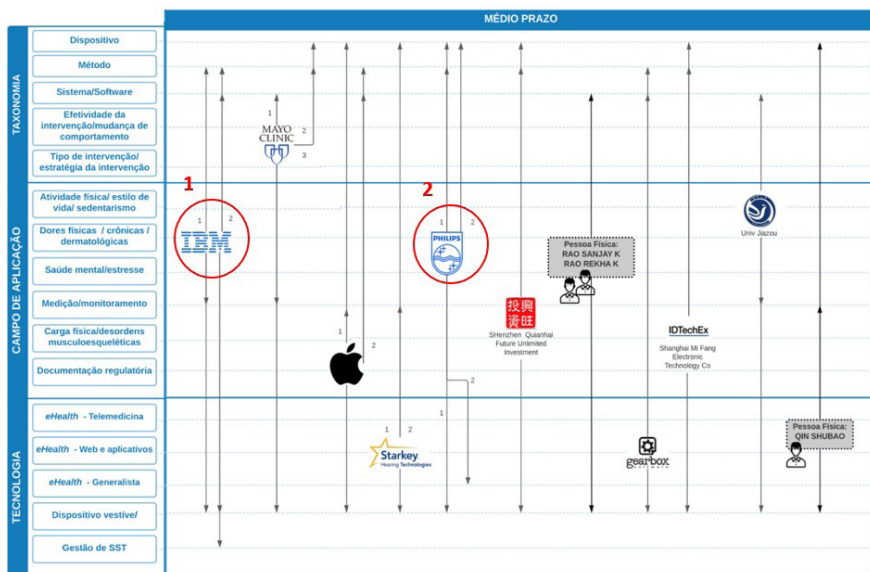 MÉDIO PRAZO
TAXONOMIA
Dispositivo
Método
Sistema/Software
Efetividade da
intervenção/mudança de
comportamento
Tipo de intervenção/
estratégia da intervenção
1
MAYO
CLINIC
2
3
CAMPO DE APLICAÇÃO
Atividade física/ estilo de
vida/ sedentarismo
Dores físicas / crônicas /
dermatológicas
Saúde mental/estresse
Medição/monitoramento
Carga física/desordens
musculoesqueléticas
Documentação regulatória
1
1
2
IBM
2
1
2
PHILIPS
Univ Jiazou
Pessoa Física:
RAO SANJAY K
RAO REKHA K
投興
資旺
SHenzhen Quianhai
Future Unlimited
Investment
IDTechEx
Shanghai Mi Fang
Electronic
Technology Co
1
2
2
TECNOLOGIA
eHealth - Telemedicina
eHealth - Web e aplicativos
eHealth - Generalista
Dispositivo vestível/
Gestão de SST
1
1
2
Starkey
Hearing Technologies
gearbox
software
Pessoa Física:
QIN SHUBAO